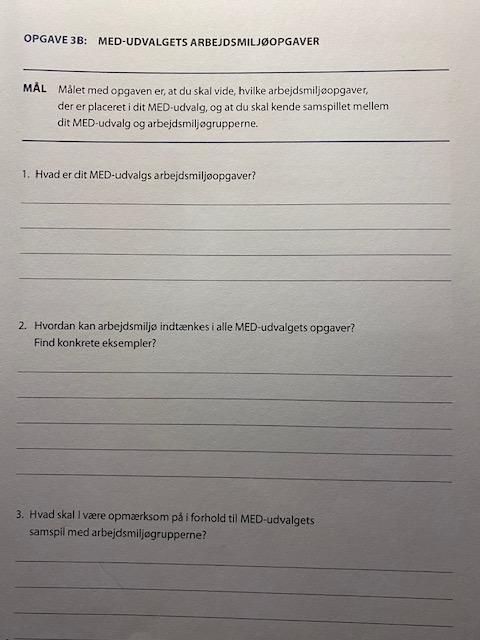 OPGAVE 3B: MED-UDVALGETS ARBEJDSMILJØOPGAVER
MÅL Målet med opgaven er, at du skal vide, hvilke arbejdsmiljøopgaver,
der er placeret i dit MED-udvalg, og at du skal kende samspillet mellem
dit MED-udvalg og arbejdsmiljøgrupperne.
1. Hvad er dit MED-udvalgs arbejdsmiljøopgaver?
2. Hvordan kan arbejdsmiljø indtænkes i alle MED-udvalgets opgaver?
Find konkrete eksempler?
3. Hvad skal I være opmærksom på i forhold til MED-udvalgets
samspil med arbejdsmiljøgrupperne?